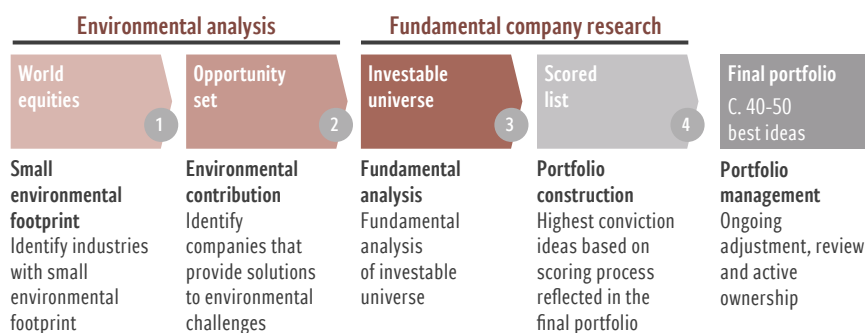 Environmental analysis
Fundamental company research
World
equities
1
Opportunity
set
2
Investable
universe
3
Scored
list
4
Final portfolio
C. 40-50
best ideas
Small
environmental
footprint
Identify industries
with small
environmental
footprint
Environmental
contribution
Identify
companies that
provide solutions
to environmental
challenges
Fundamental
analysis
Fundamental
analysis
of investable
universe
Portfolio
construction
Highest conviction
ideas based on
scoring process
reflected in the
final portfolio
Portfolio
management
Ongoing
adjustment, review
and active
ownership